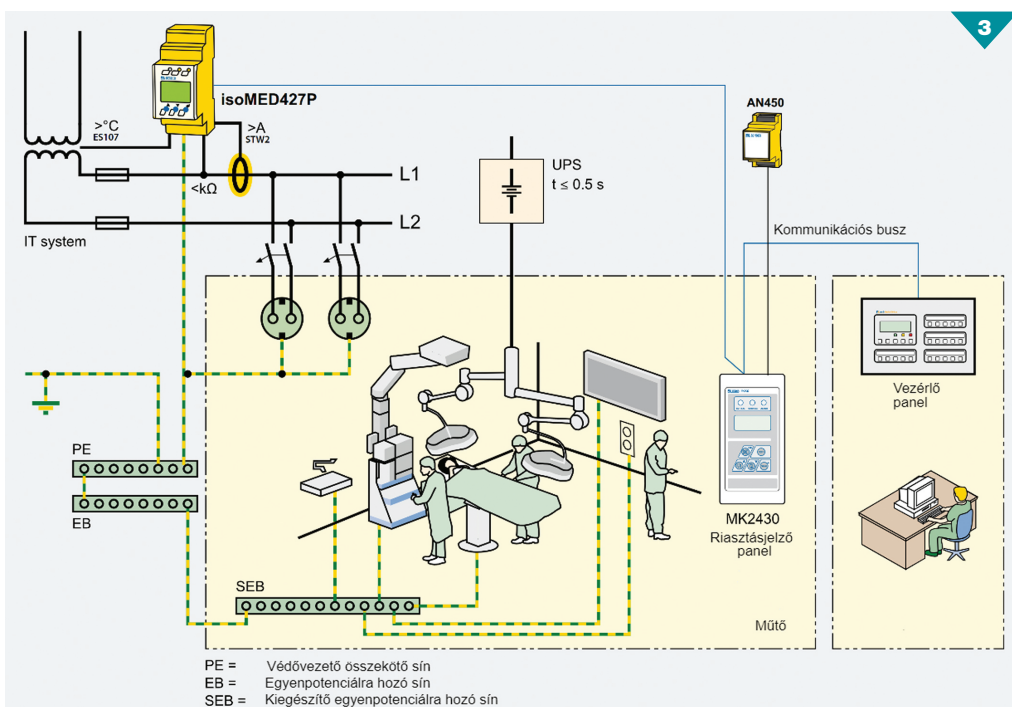 3
isoMED427P
>°C
ES107
>A
STW2
AN450
UPS
t ≤ 0.5 s
L1
<kΩ
L2
IT system
Kommunikációs busz
Vezérlő
panel
PE
EB
MK2430
Riasztásjelző
panel
SEB
Műtő
PE = Védővezető összekötő sín
EB = Egyenpotenciálra hozó sín
SEB = Kiegészítő egyenpotenciálra hozó sín